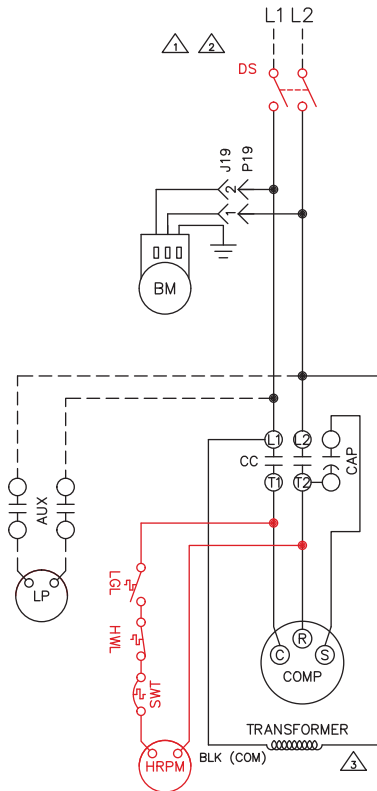 L1 L2
1 2
DS
J19 P19
2
1
BM
L1 L2
CC
CAP
T1 T2
AUX
LP
LGL
HWL
SWT
R
C S
COMP
TRANSFORMER
HRPM
BLK (COM)
3